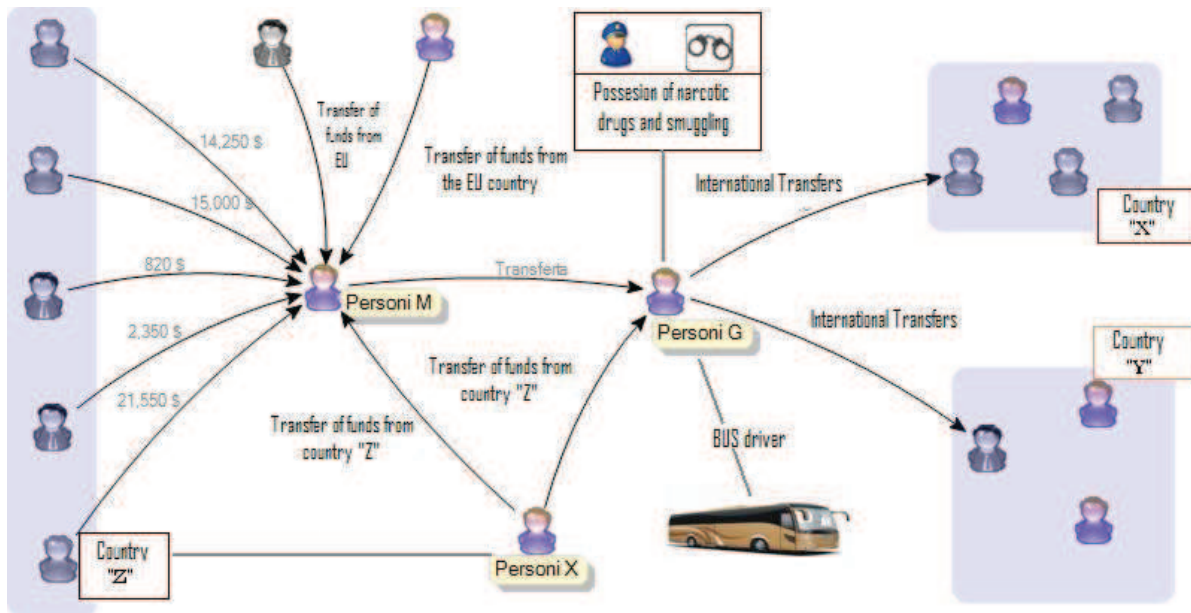 14,250 $
15,000 $
820 $
2,350 $
21,550 $
Transfer of
funds from
EU
Transfer of funds from
the EU country
Possesion of narcotic
drugs and smuggling
International Transfers
Country
"X"
Transferta
Personi M
Personi G
International Transfers
Country
"Y"
Transfer of funds from
country "Z"
Transfer of funds from
country "Z"
BUS driver
Country
"Z"
Personi X